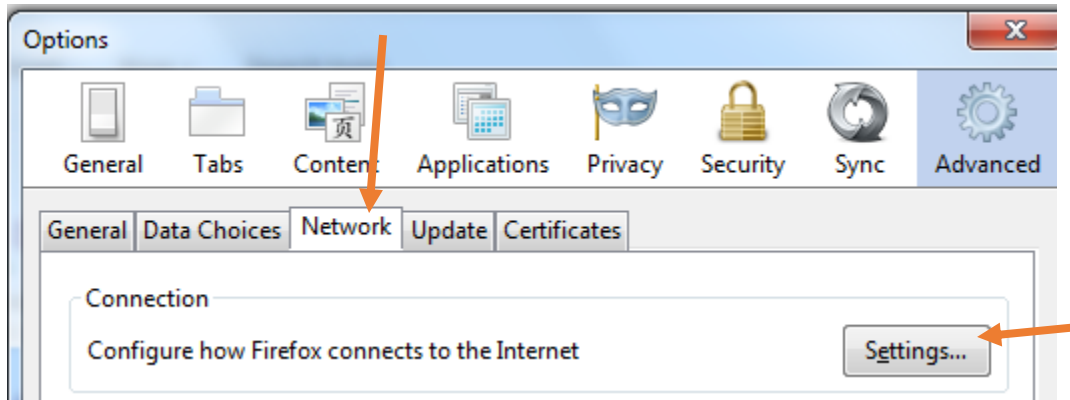 Options
页
General Tabs Content Applications Privacy Security Sync Advanced
General Data Choices Network Update Certificates
Connection
Configure how Firefox connects to the Internet Settings...